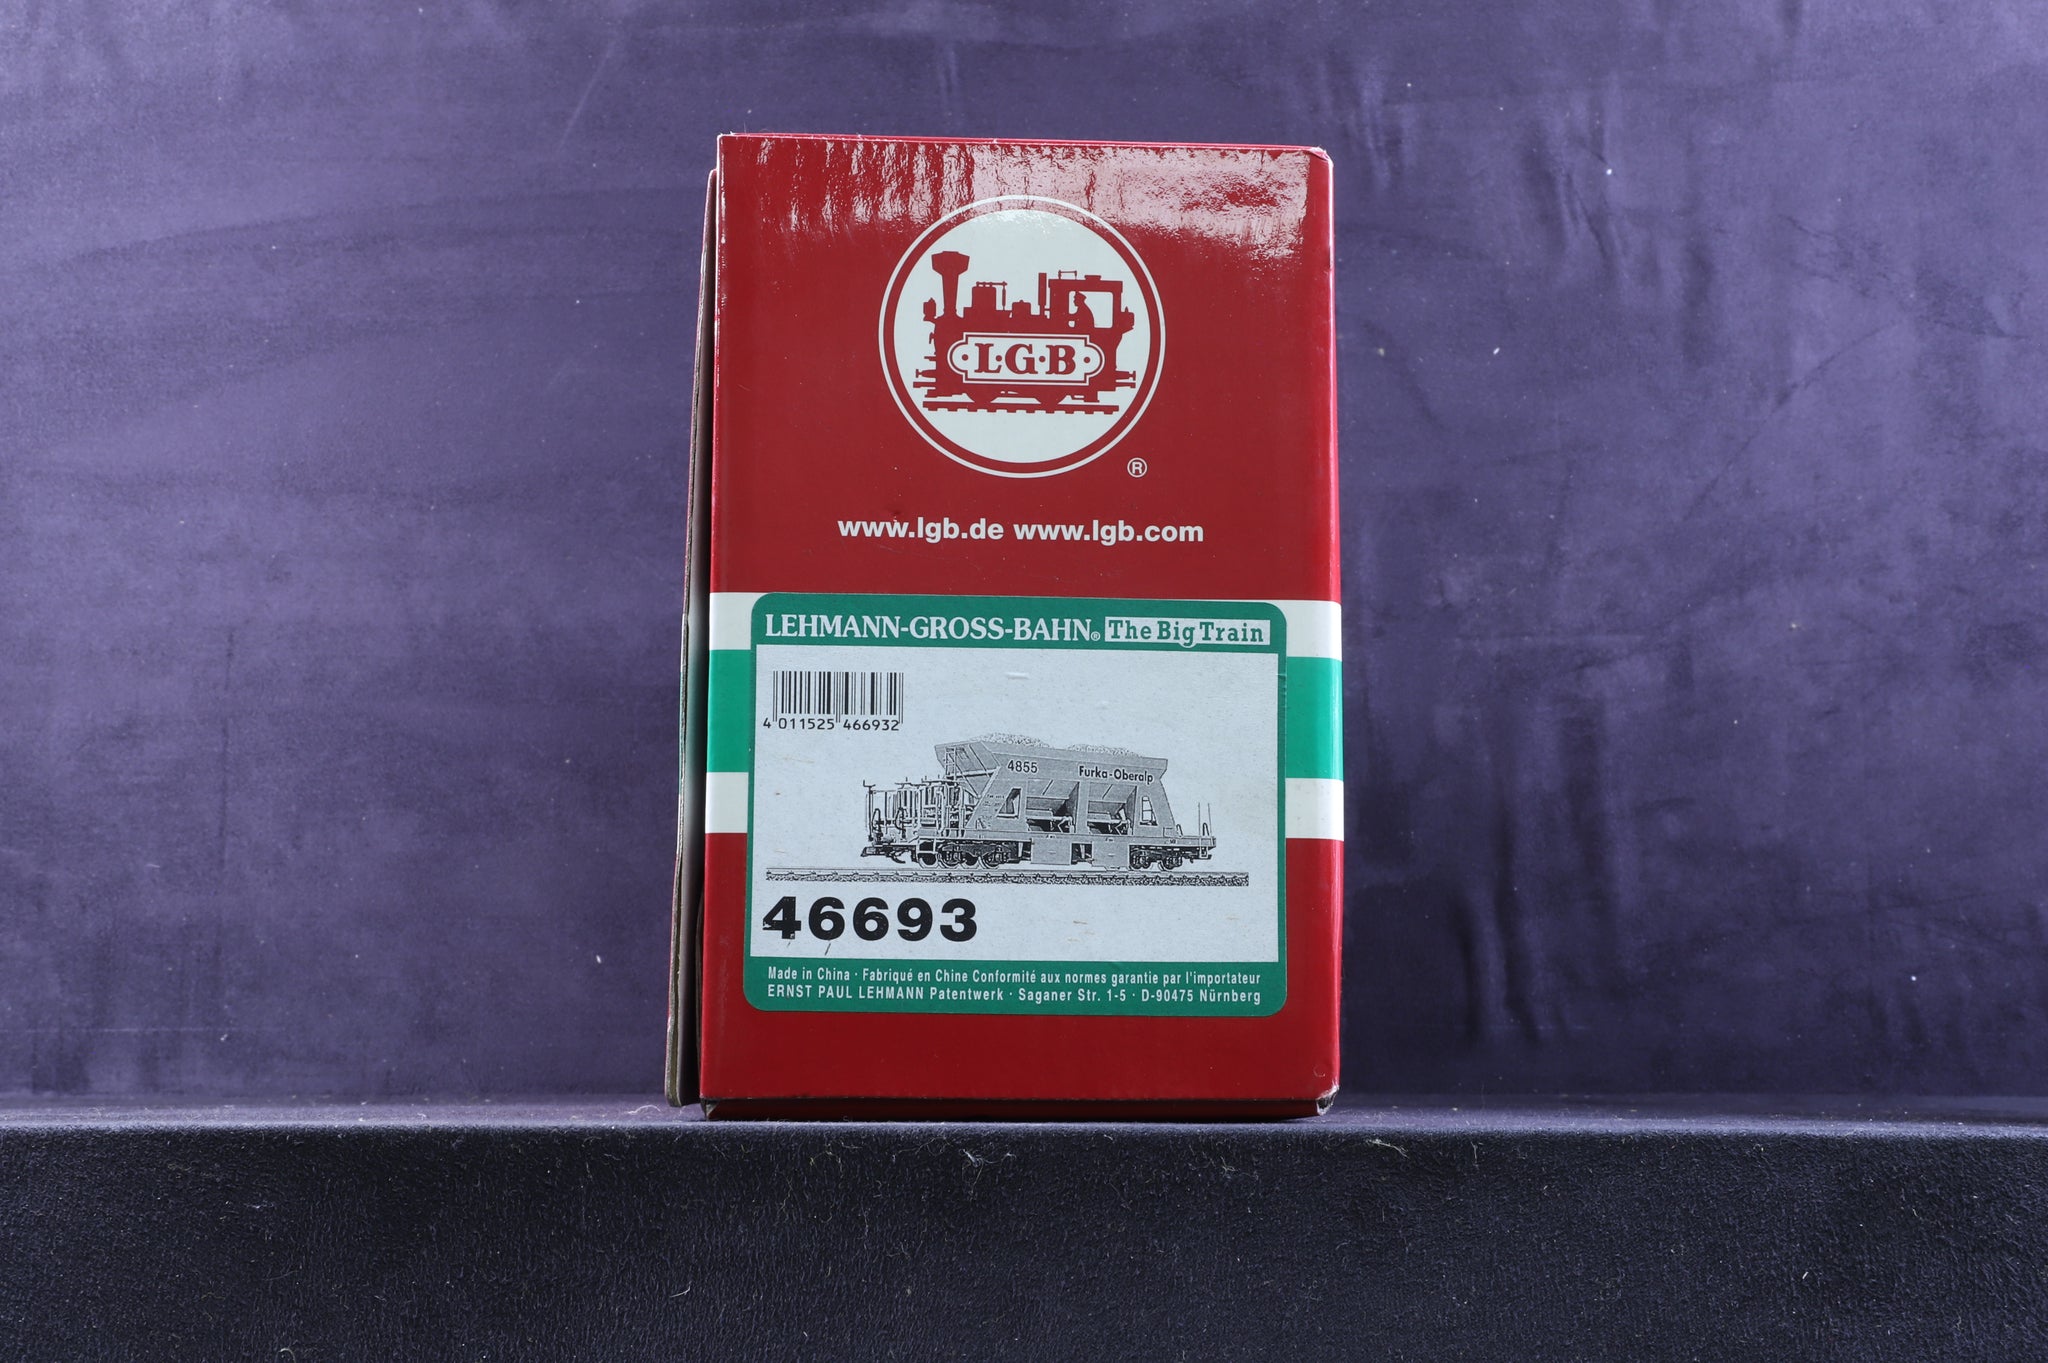 L·G·B
®
www.lgb.de www.lgb.com
LEHMANN-GROSS-BAHN® The Big Train
4 011525 466932
4855 Furka-Oberalp
46693
Made in China · Fabriqué en Chine Conformité aux normes garantie par l'importateur
ERNST PAUL LEHMANN Patentwerk · Saganer Str. 1-5 · D-90475 Nürnberg